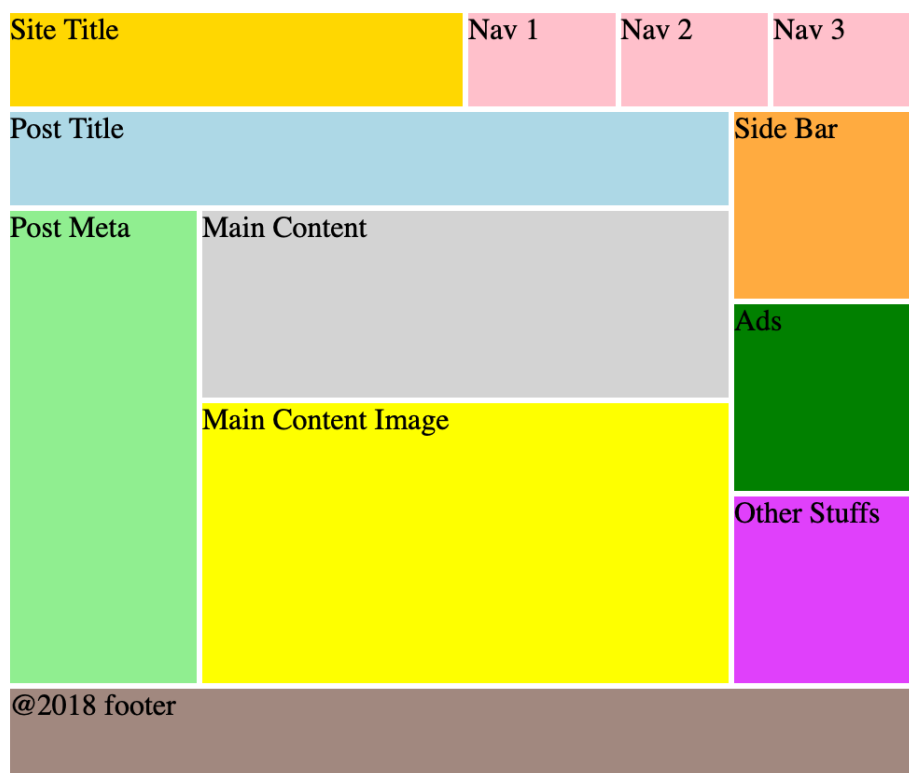 Site Title
Nav 1
Nav 2
Nav 3
Post Title
Side Bar
Post Meta
Main Content
Ads
Main Content Image
Other Stuffs
@2018 footer